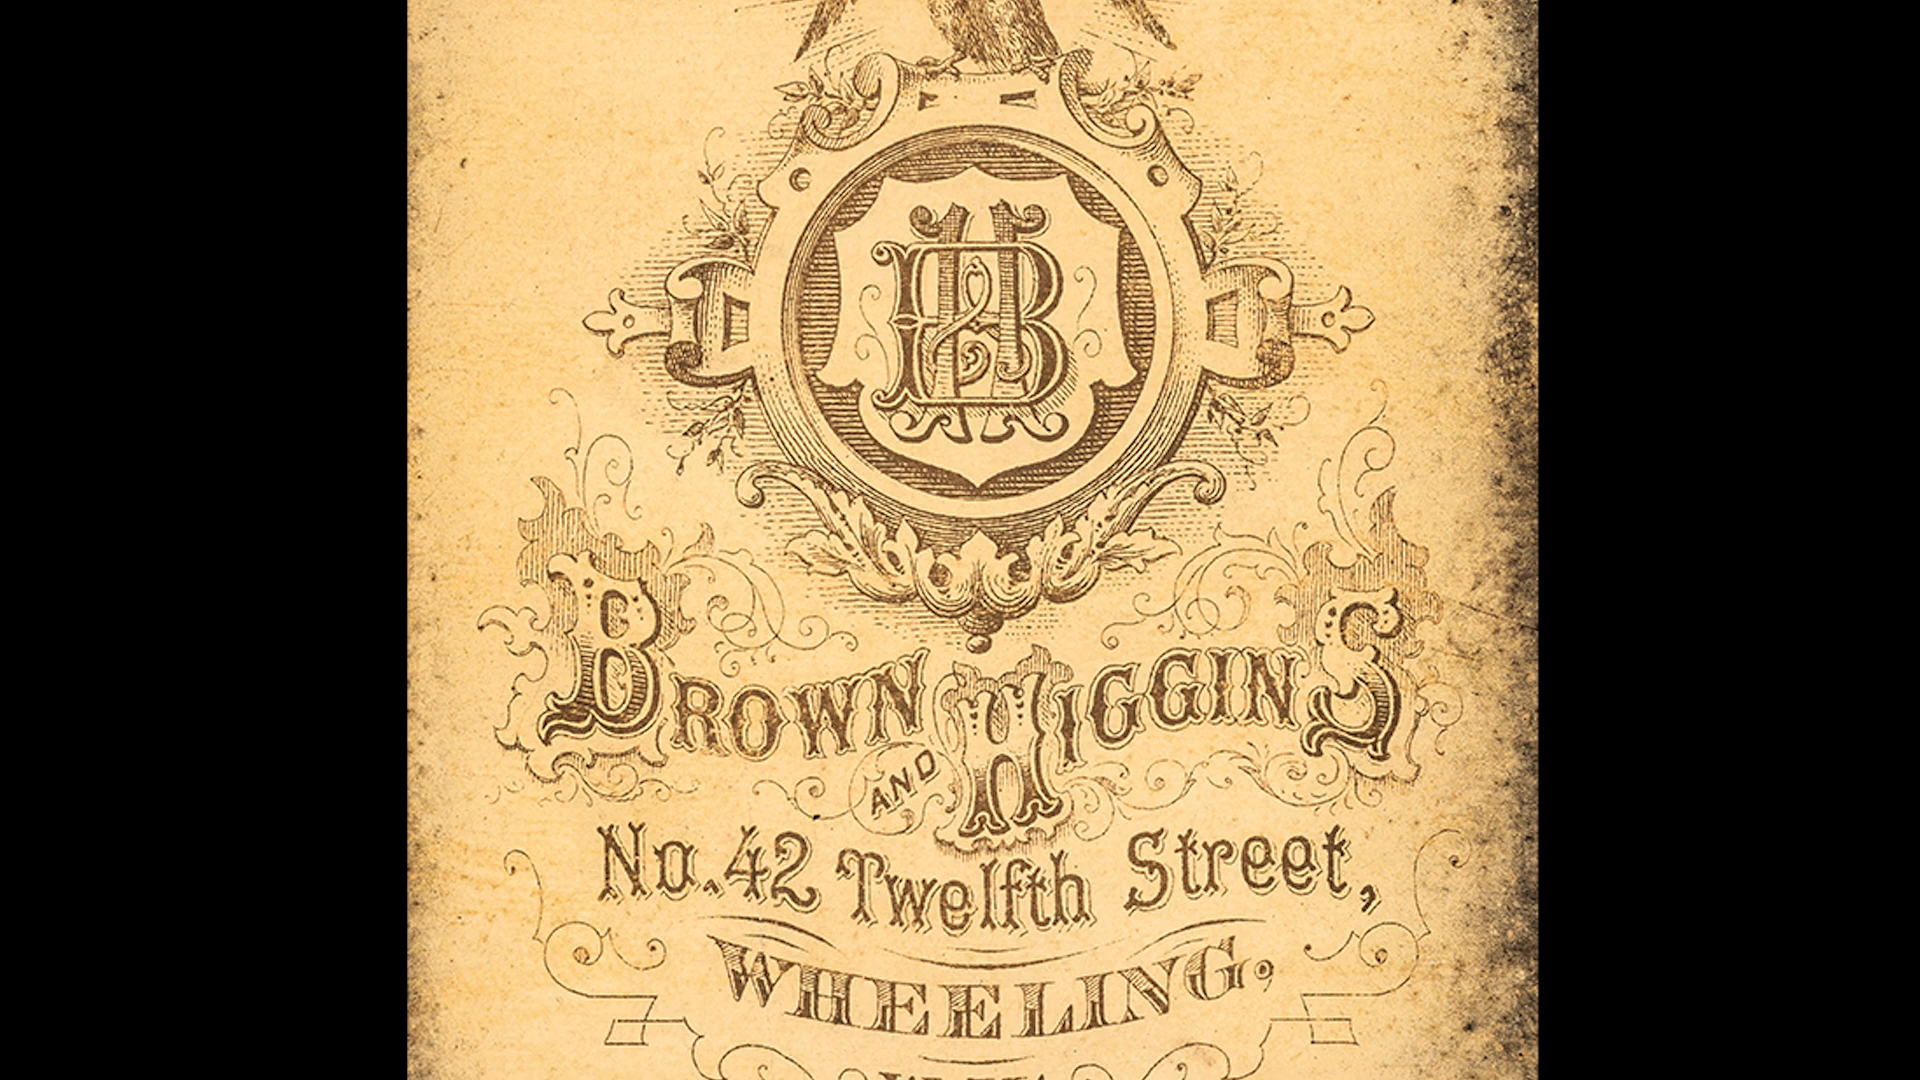 B&H
BROWN AND HIGGINS
No. 42 Twelfth Street,
WHEELING.